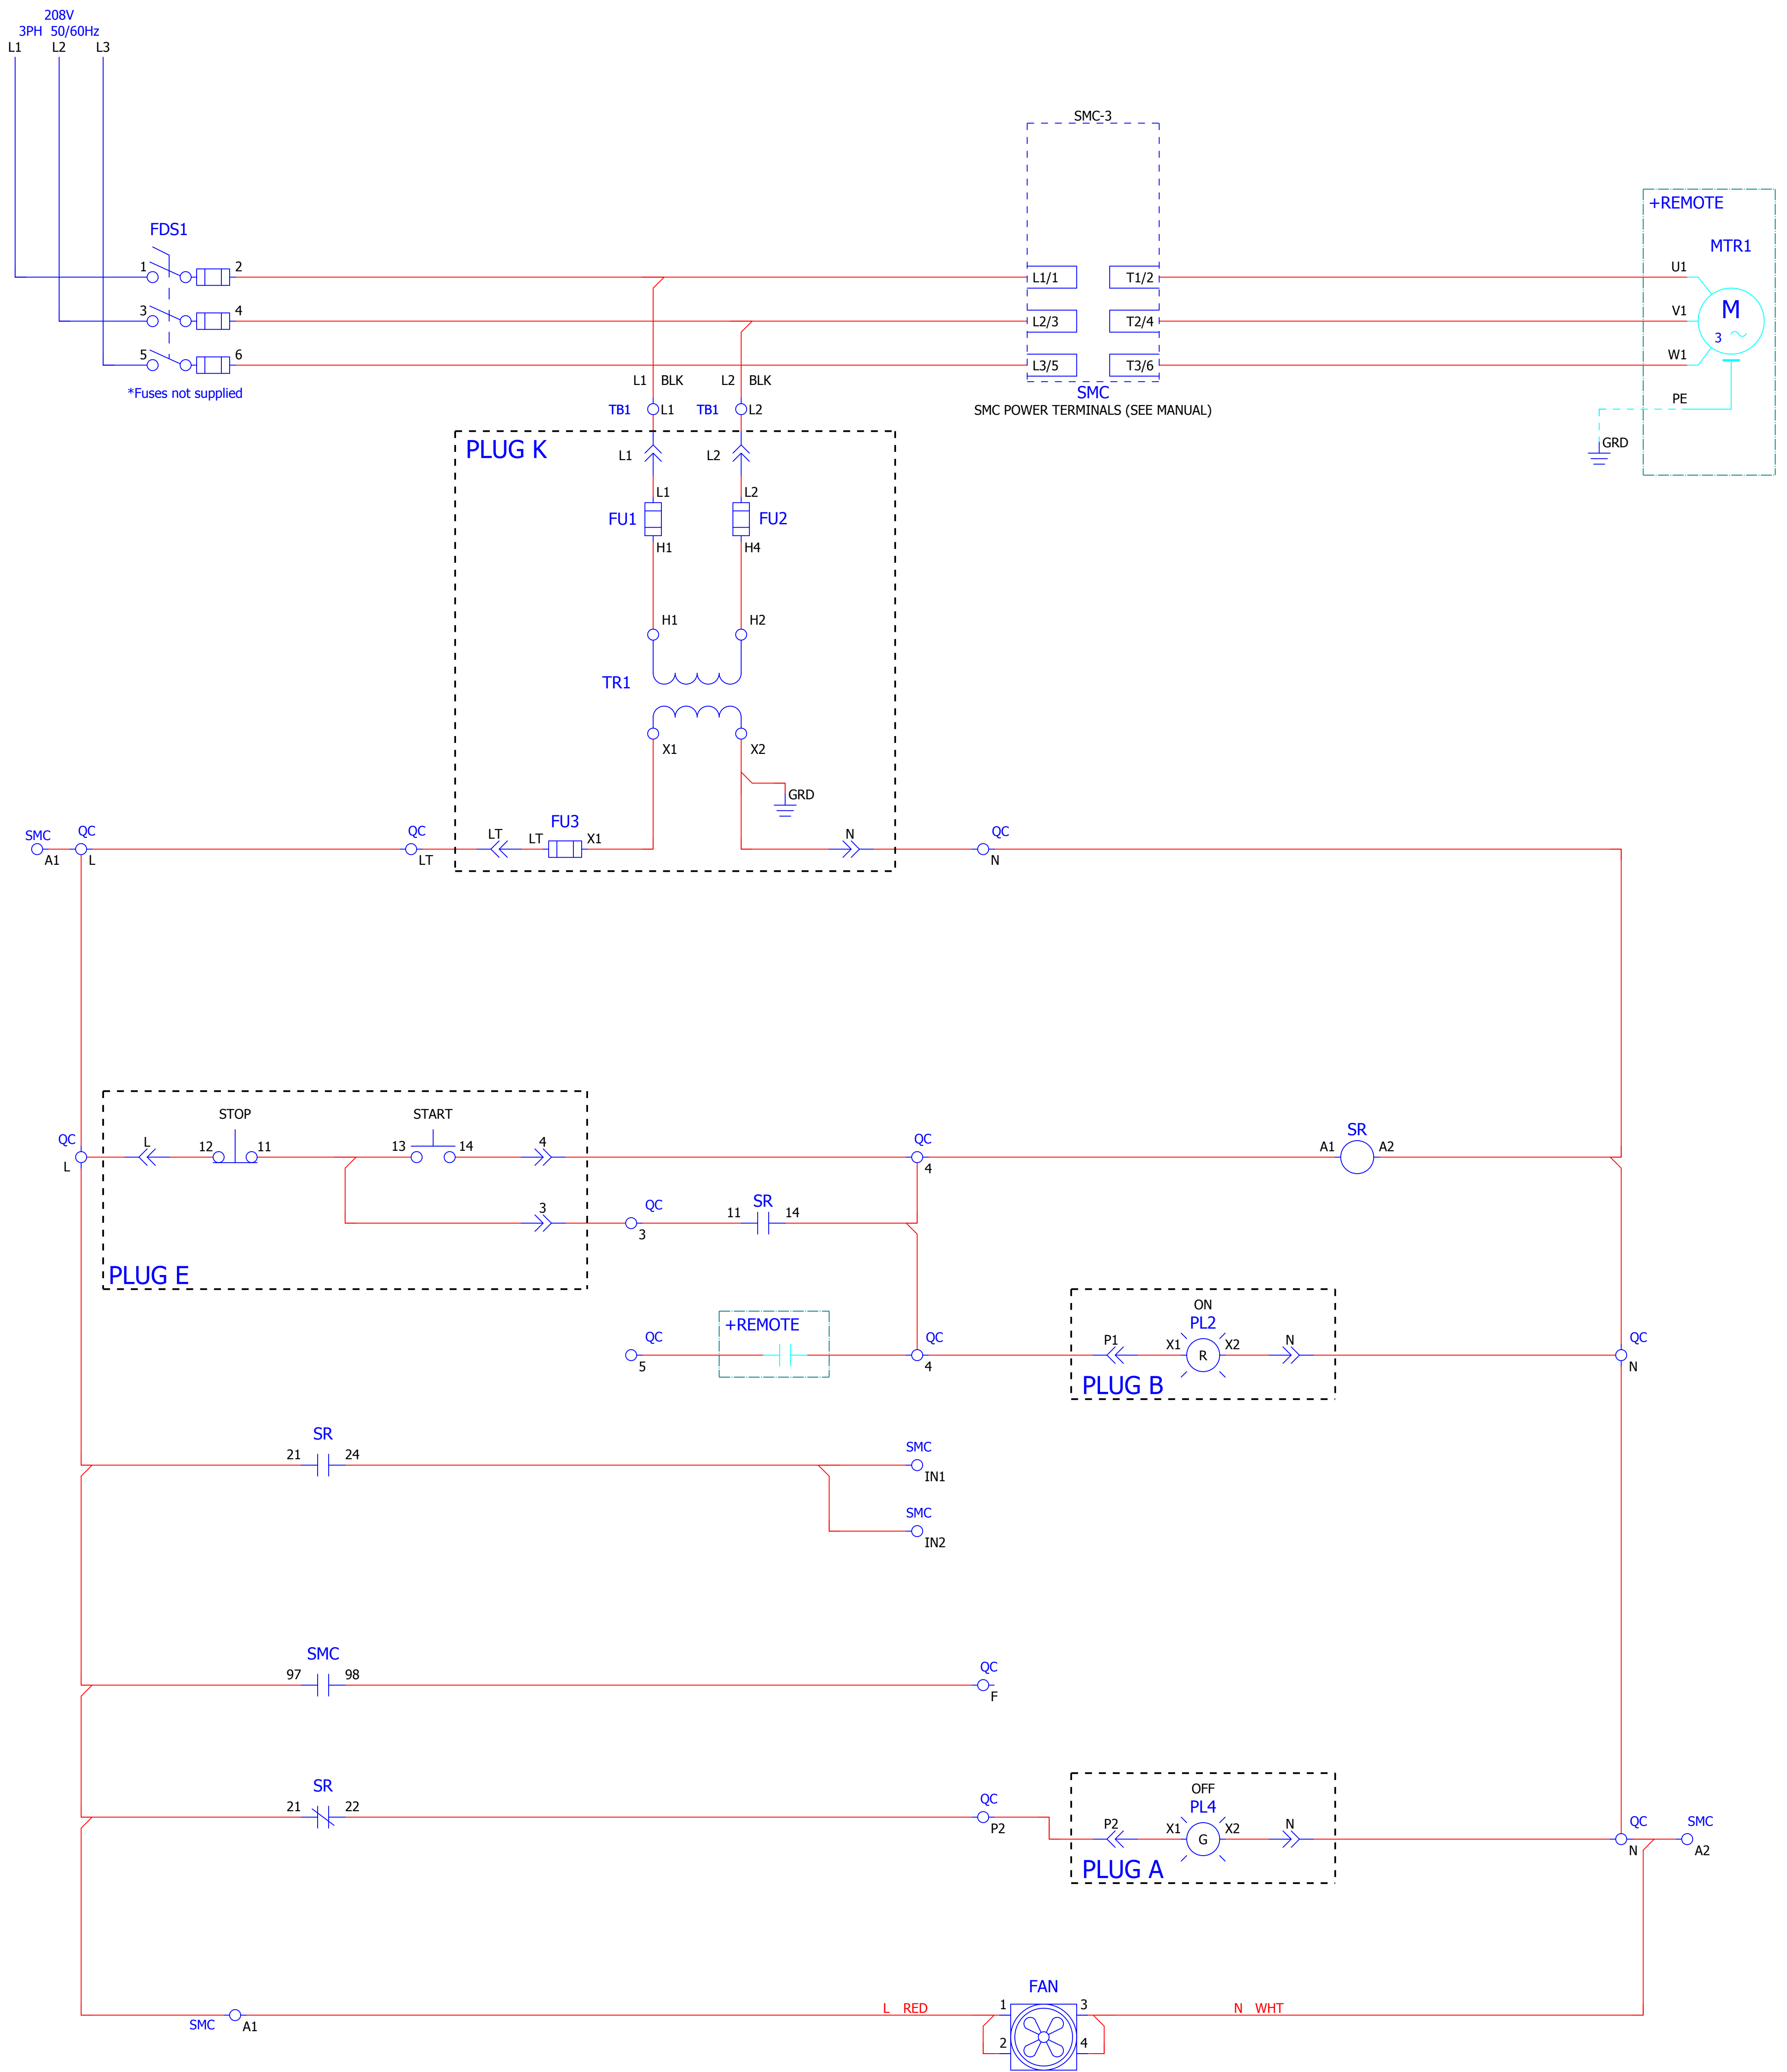 208V
3PH 50/60Hz
L1 L2 L3
SMC-3
+REMOTE
FDS1
MTR1
1 2 L1/1 T1/2 U1
3 4 L2/3 T2/4 V1 M
3
5 6 L3/5 T3/6 W1
*Fuses not supplied
L1 BLK L2 BLK
SMC
SMC POWER TERMINALS (SEE MANUAL)
PE
TB1 L1 TB1 L2
GRD
PLUG K
L1 L2
L1 L2
FU1 FU2
H1 H4
H1 H2
TR1
X1 X2
GRD
SMC QC QC LT LT FU3 X1 N QC
A1 L LT N
STOP START
QC L 12 11 13 14 4 QC A1 SR A2
L 4
3 QC 11 SR 14
3
PLUG E
+REMOTE
ON
PL2
QC QC P1 X1 R X2 N QC
5 4 N
PLUG B
SR
21 24 SMC
IN1
SMC
IN2
SMC
97 98 QC
F
SR
21 22 QC
P2
OFF
PL4
P2 X1 G X2 N QC SMC
N A2
PLUG A
FAN
L RED 1 3 N WHT
SMC A1
2 4